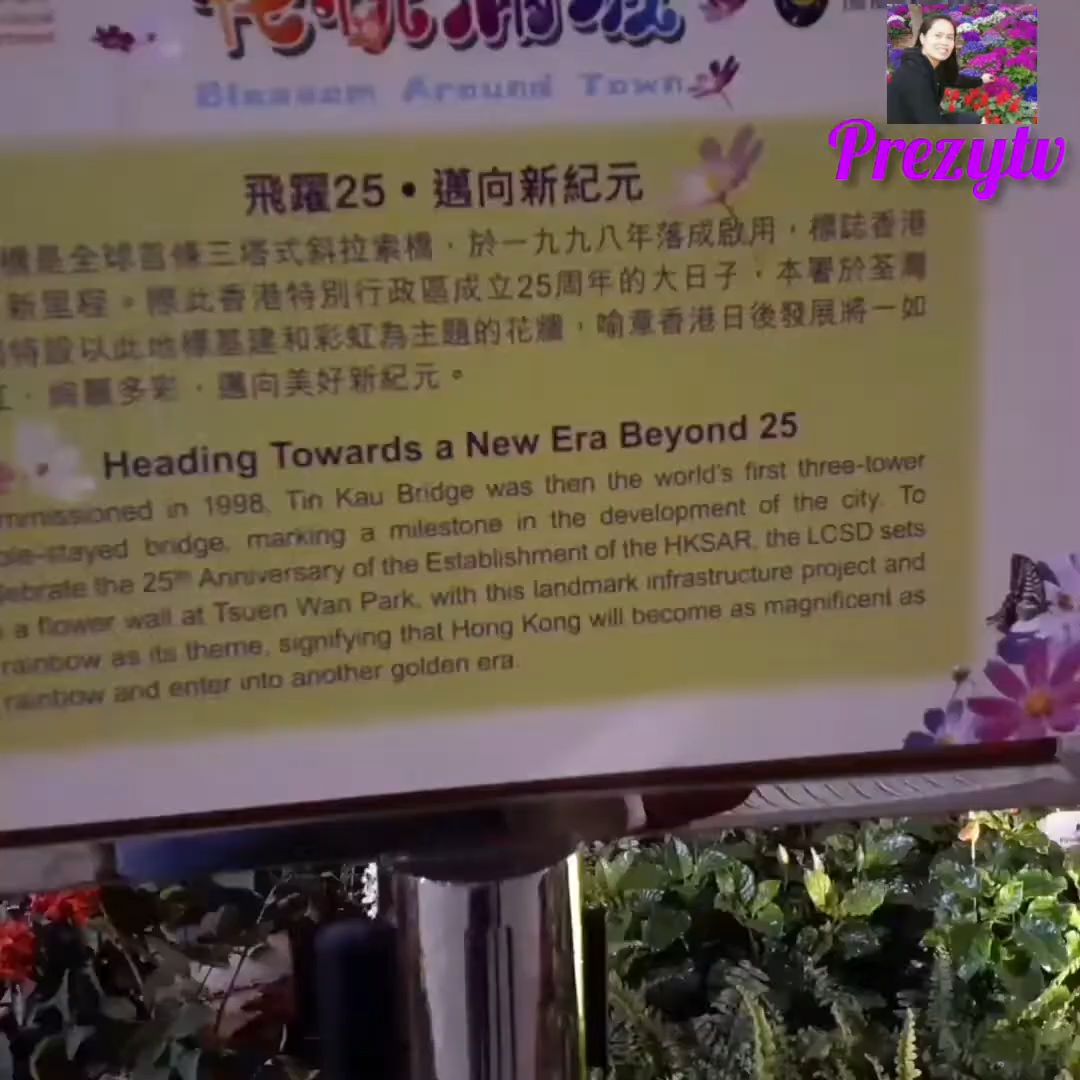 花映滿城
Blossom Around Town
Prezytv
飛躍25•邁向新紀元
橋是全球首條三塔式斜拉索橋，於一九九八年落成啟用，標誌香港
新里程。際此香港特別行政區成立25周年的大日子，本署於荃灣
特設以此地標基建和彩虹為主題的花牆，喻意香港日後發展將一如
，絢麗多彩，邁向美好新紀元。
Heading Towards a New Era Beyond 25
mmissioned in 1998, Tin Kau Bridge was then the world's first three-tower
ble-stayed bridge, marking a milestone in the development of the city. To
lebrate the 25th Anniversary of the Establishment of the HKSAR, the LCSD sets
a flower wall at Tsuen Wan Park, with this landmark infrastructure project and
rainbow as its theme, signifying that Hong Kong will become as magnificent as
rainbow and enter into another golden era.